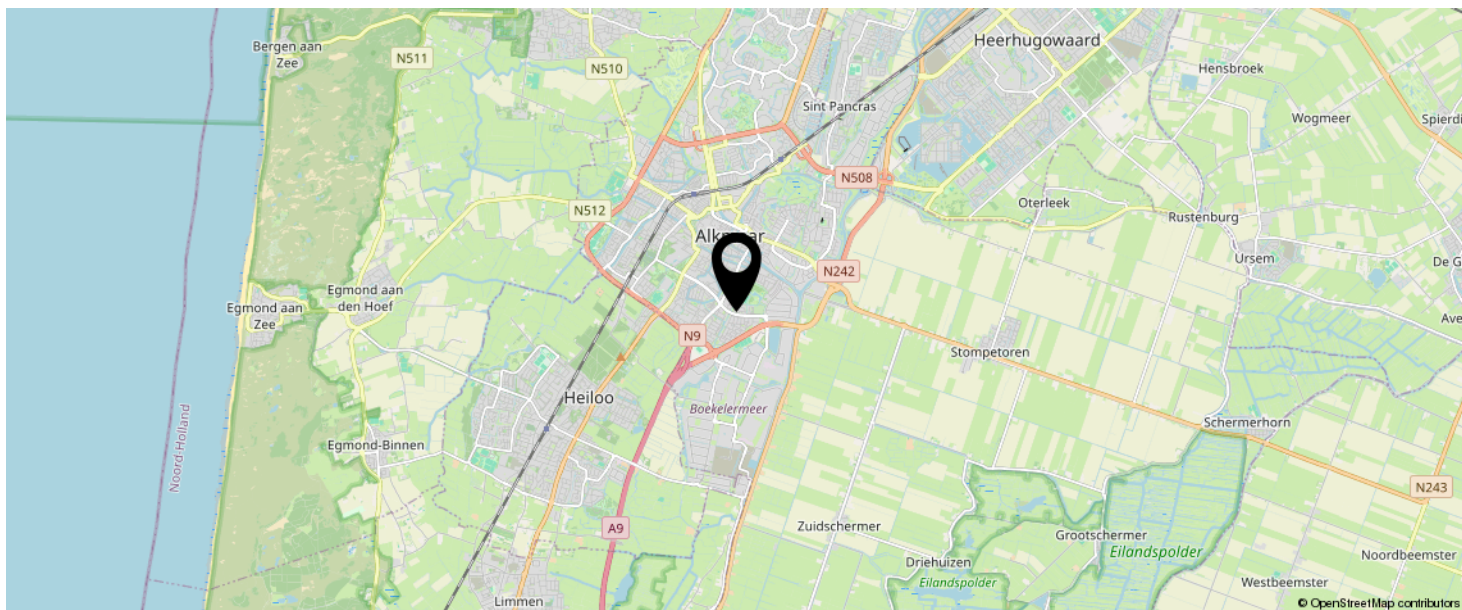 Bergen aan
Zee
N511
N510
Heerhugowaard
Hensbroek
Sint Pancras
Wogmeer
N508
N512
Oterleek
Rustenburg
Ursem
N242
Egmond aan
den Hoef
Egmond aan
Zee
N9
Stompetoren
Heiloo
Boekelermeer
Schermerhorn
Egmond-Binnen
Noord-Holland
N243
A9
Zuidschermer
Grootschermer
Eilandspolder
Driehuizen
Noordbeemster
Eilandspolder
Westbeemster
Limmen
© OpenStreetMap contributors